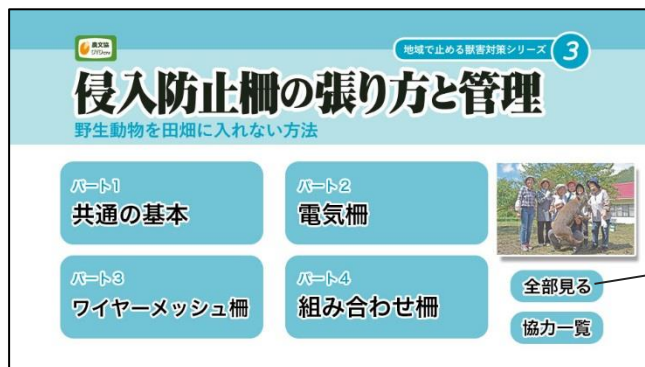 農文協
地域で止める獣害対策シリーズ 3
侵入防止柵の張り方と管理
野生動物を田畑に入れない方法
パート1
共通の基本
パート2
電気柵
パート3
ワイヤーメッシュ柵
パート4
組み合わせ柵
全部見る
協力一覧